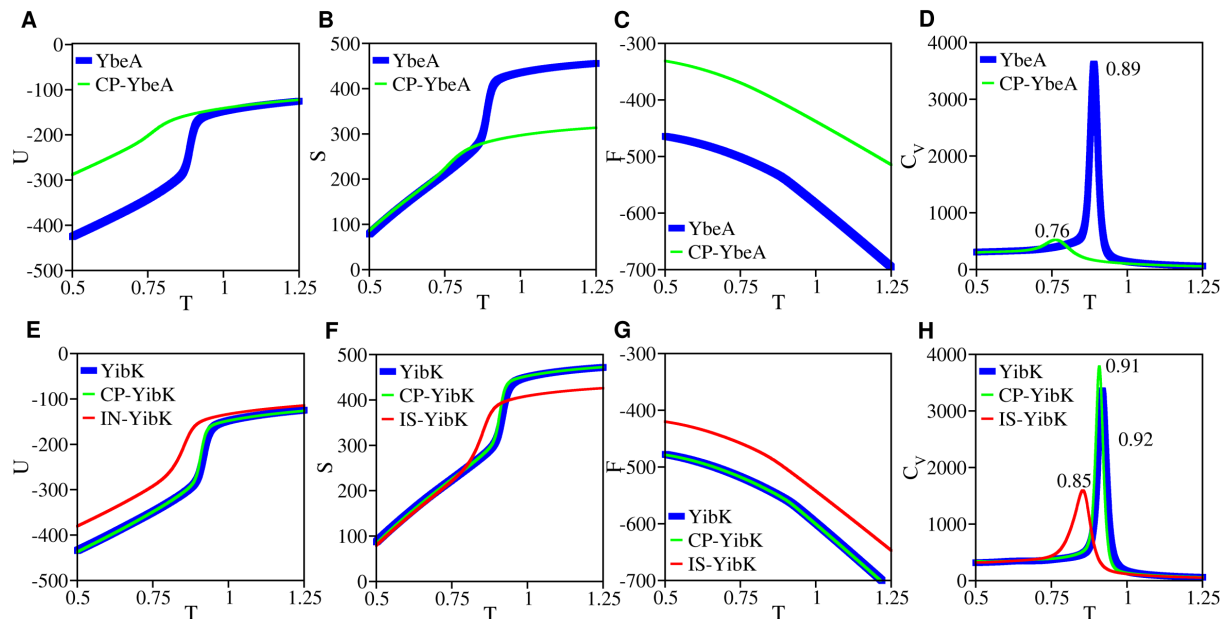 A
0
-100
-200
-300
-400
-500
U
YbeA
CP-YbeA
0.5
0.75
1
1.25
T
B
500
400
300
200
100
0
S
YbeA
CP-YbeA
0.5
0.75
1
1.25
T
C
-300
-400
-500
-600
-700
F
YbeA
CP-YbeA
0.5
0.75
1
1.25
T
D
4000
3000
2000
1000
0
C_V
YbeA
CP-YbeA
0.89
0.76
0.5
0.75
1
1.25
T
E
0
-100
-200
-300
-400
-500
U
YibK
CP-YibK
IN-YibK
0.5
0.75
1
1.25
T
F
500
400
300
200
100
0
S
YibK
CP-YibK
IS-YibK
0.5
0.75
1
1.25
T
G
-300
-400
-500
-600
-700
F
YibK
CP-YibK
IS-YibK
0.5
0.75
1
1.25
T
H
4000
3000
2000
1000
0
C_V
YibK
CP-YibK
IS-YibK
0.91
0.92
0.85
0.5
0.75
1
1.25
T